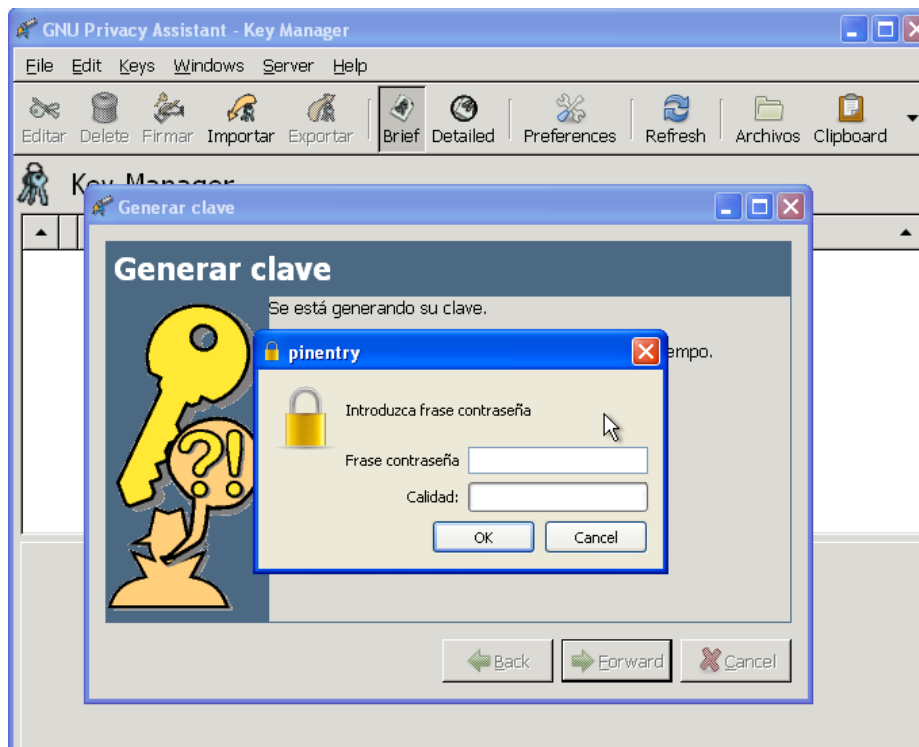 GNU Privacy Assistant - Key Manager
File Edit Keys Windows Server Help
Editar Delete Firmar Importar Exportar Brief Detailed Preferences Refresh Archivos Clipboard
Key Manager
Generar clave
Generar clave
Se está generando su clave.
empo.
pinentry
Introduzca frase contraseña
Frase contraseña
Calidad:
OK Cancel
Back Forward Cancel